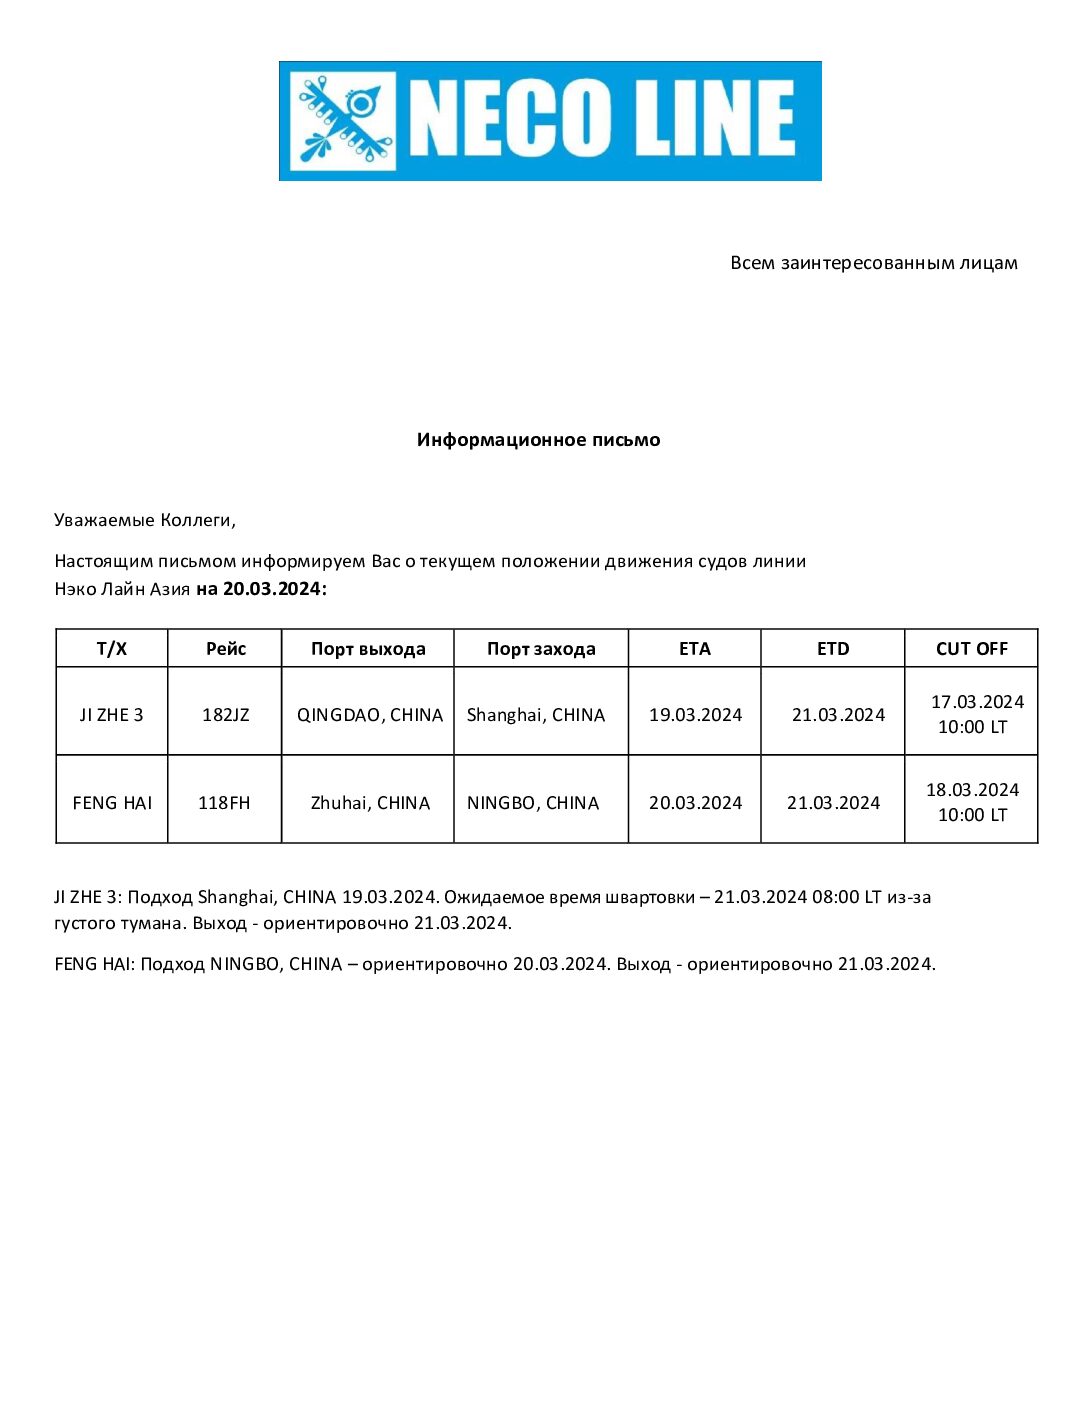 NECO LINE
Всем заинтересованным лицам
Информационное письмо
Уважаемые Коллеги,
Настоящим письмом информируем Вас о текущем положении движения судов линии
Нэко Лайн Азия на 20.03.2024:
Т/Х Рейс Порт выхода Порт захода ETA ETD CUT OFF
JI ZHE 3 182JZ QINGDAO, CHINA Shanghai, CHINA 19.03.2024 21.03.2024 17.03.2024
10:00 LT
FENG HAI 118FH Zhuhai, CHINA NINGBO, CHINA 20.03.2024 21.03.2024 18.03.2024
10:00 LT
JI ZHE 3: Подход Shanghai, CHINA 19.03.2024. Ожидаемое время швартовки – 21.03.2024 08:00 LT из-за
густого тумана. Выход - ориентировочно 21.03.2024.
FENG HAI: Подход NINGBO, CHINA – ориентировочно 20.03.2024. Выход - ориентировочно 21.03.2024.